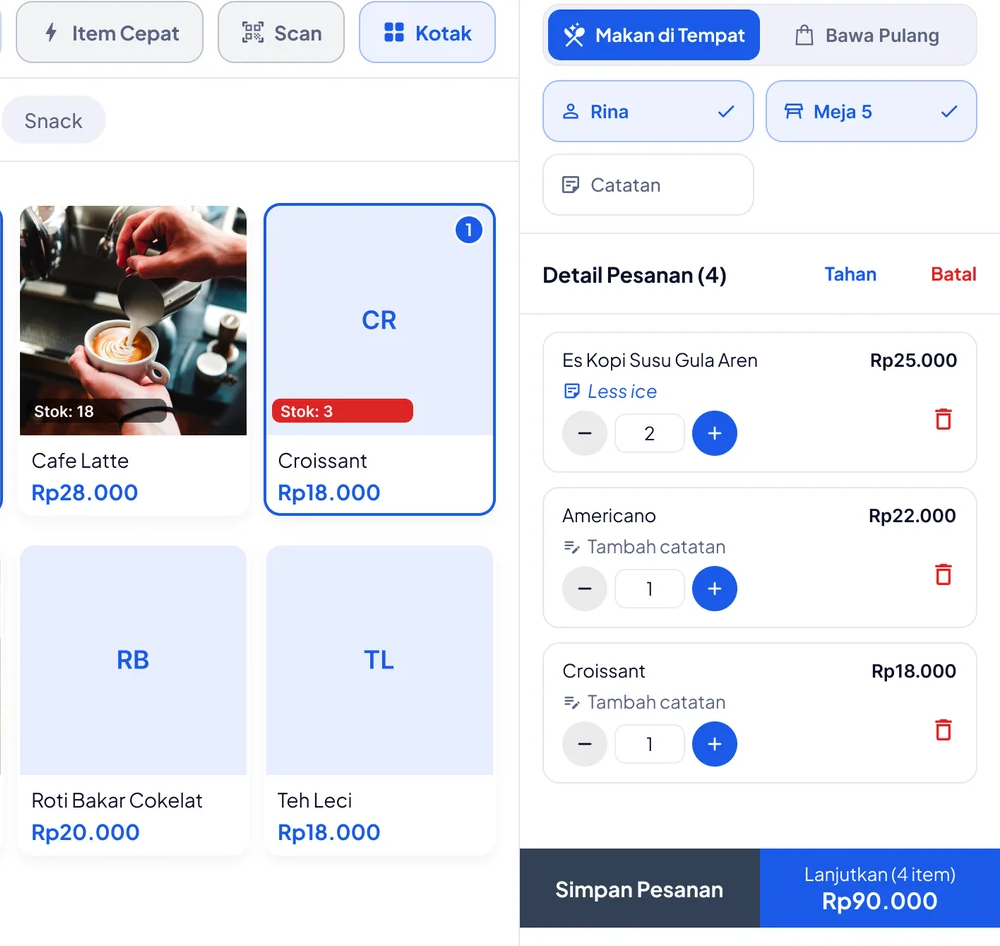 Item Cepat
Scan
Kotak
Snack
Stok: 18
Cafe Latte
Rp28.000
1
CR
Stok: 3
Croissant
Rp18.000
RB
Roti Bakar Cokelat
Rp20.000
TL
Teh Leci
Rp18.000
Makan di Tempat
Bawa Pulang
Rina
Meja 5
Catatan
Detail Pesanan (4)
Tahan
Batal
Es Kopi Susu Gula Aren
Rp25.000
Less ice
2
Americano
Rp22.000
Tambah catatan
1
Croissant
Rp18.000
Tambah catatan
1
Simpan Pesanan
Lanjutkan (4 item)
Rp90.000